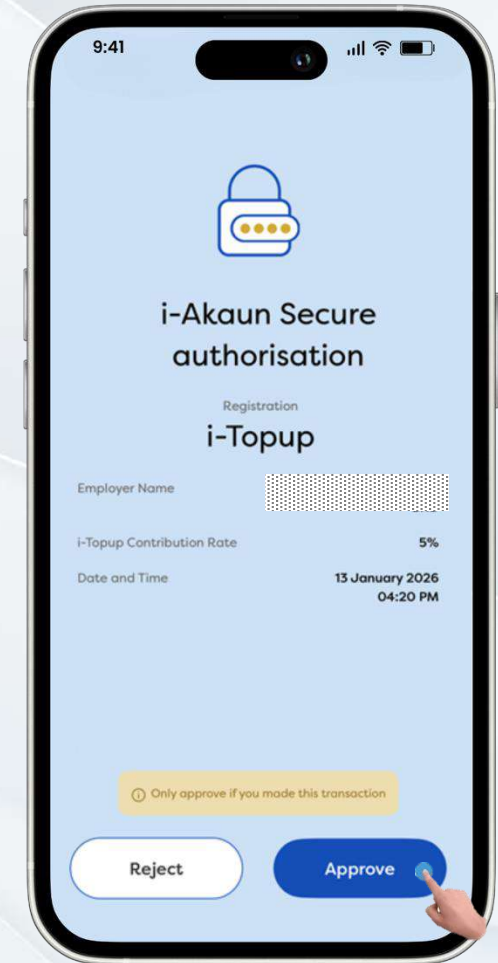 9:41
i-Akaun Secure
authorisation
Registration
i-Topup
Employer Name
i-Topup Contribution Rate 5%
Date and Time 13 January 2026
04:20 PM
Only approve if you made this transaction
Reject Approve